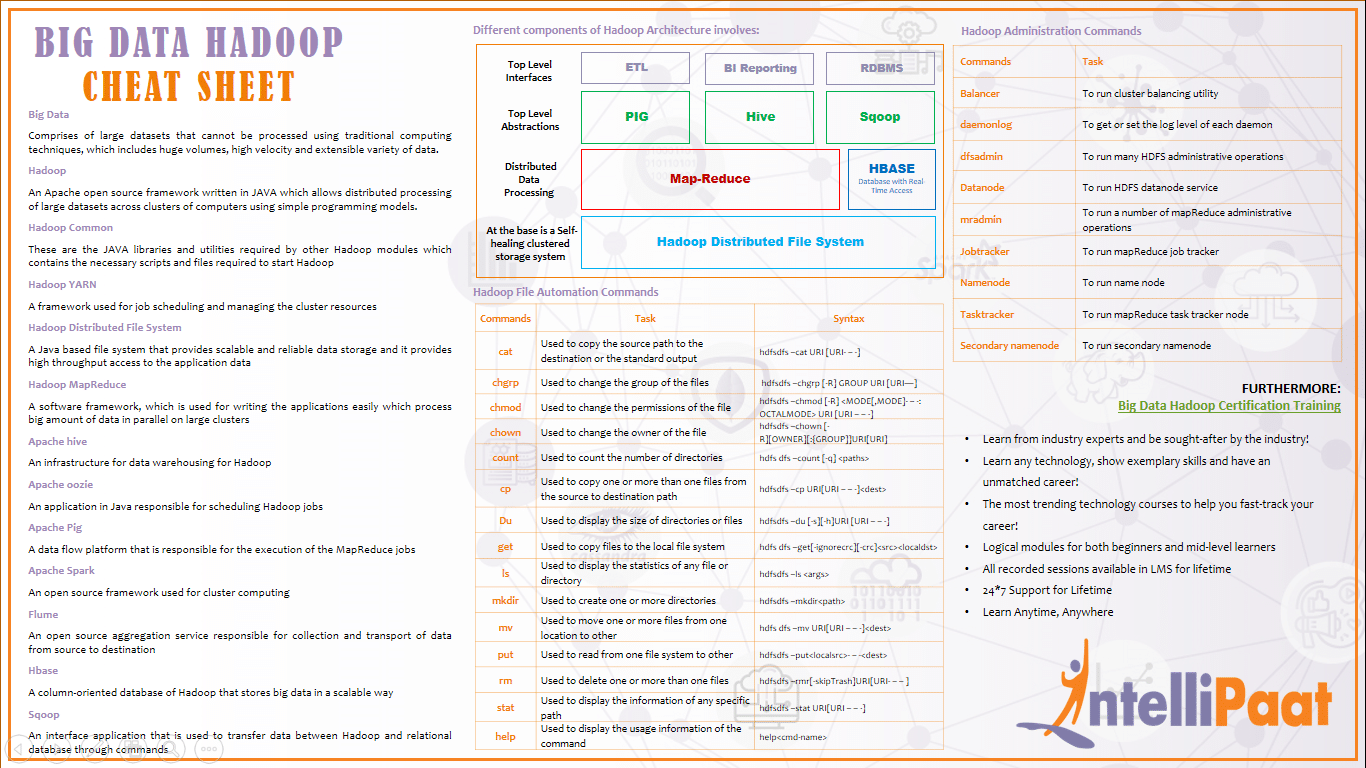 BIG DATA HADOOP
CHEAT SHEET
Big Data
Comprises of large datasets that cannot be processed using traditional computing
techniques, which includes huge volumes, high velocity and extensible variety of data.
Hadoop
An Apache open source framework written in JAVA which allows distributed processing
of large datasets across clusters of computers using simple programming models.
Hadoop Common
These are the JAVA libraries and utilities required by other Hadoop modules which
contains the necessary scripts and files required to start Hadoop
Hadoop YARN
A framework used for job scheduling and managing the cluster resources
Hadoop Distributed File System
A Java based file system that provides scalable and reliable data storage and it provides
high throughput access to the application data
Hadoop MapReduce
A software framework, which is used for writing the applications easily which process
big amount of data in parallel on large clusters
Apache hive
An infrastructure for data warehousing for Hadoop
Apache oozie
An application in Java responsible for scheduling Hadoop jobs
Apache Pig
A data flow platform that is responsible for the execution of the MapReduce jobs
Apache Spark
An open source framework used for cluster computing
Flume
An open source aggregation service responsible for collection and transport of data
from source to destination
Hbase
A column-oriented database of Hadoop that stores big data in a scalable way
Sqoop
An interface application that is used to transfer data between Hadoop and relational
database through commands
Different components of Hadoop Architecture involves:
Top Level
Interfaces
ETL
BI Reporting
RDBMS
Top Level
Abstractions
PIG
Hive
Sqoop
Distributed
Data
Processing
Map-Reduce
HBASE
Database with Real-
Time Access
At the base is a Self-
healing clustered
storage system
Hadoop Distributed File System
Hadoop File Automation Commands
Commands Task Syntax
cat
Used to copy the source path to the
destination or the standard output
hdfsdfs –cat URI [URI- – -]
chgrp
Used to change the group of the files
hdfsdfs –chgrp [-R] GROUP URI [URI—]
chmod
Used to change the permissions of the file
hdfsdfs –chmod [-R] <MODE[,MODE]- – -:
OCTALMODE> URI [URI – – -]
chown
Used to change the owner of the file
hdfsdfs –chown [-
R][OWNER][:[GROUP]]URI[URI]
count
Used to count the number of directories
hdfs dfs –count [-q] <paths>
cp
Used to copy one or more than one files from
the source to destination path
hdfsdfs –cp URI[URI – – -]<dest>
Du
Used to display the size of directories or files
hdfsdfs –du [-s][-h]URI [URI – – -]
get
Used to copy files to the local file system
hdfs dfs –get[-ignorecrc][-crc]<src><localdst>
ls
Used to display the statistics of any file or
directory
hdfsdfs –ls <args>
mkdir
Used to create one or more directories
hdfsdfs –mkdir<path>
mv
Used to move one or more files from one
location to other
hdfs dfs –mv URI[URI – – -]<dest>
put
Used to read from one file system to other
hdfsdfs –put<localsrc>- – -<dest>
rm
Used to delete one or more than one files
hdfsdfs –rmr[-skipTrash]URI[URI- – – ]
stat
Used to display the information of any specific
path
hdfsdfs –stat URI[URI – – -]
help
Used to display the usage information of the
command
help<cmd-name>
Hadoop Administration Commands
Commands Task
Balancer To run cluster balancing utility
daemonlog To get or set the log level of each daemon
dfsadmin To run many HDFS administrative operations
Datanode To run HDFS datanode service
mradmin
To run a number of mapReduce administrative
operations
Jobtracker To run mapReduce job tracker
Namenode To run name node
Tasktracker To run mapReduce task tracker node
Secondary namenode To run secondary namenode
FURTHERMORE:
Big Data Hadoop Certification Training
• Learn from industry experts and be sought-after by the industry!
• Learn any technology, show exemplary skills and have an
unmatched career!
• The most trending technology courses to help you fast-track your
career!
• Logical modules for both beginners and mid-level learners
• All recorded sessions available in LMS for lifetime
• 24*7 Support for Lifetime
• Learn Anytime, Anywhere
IntelliPaat